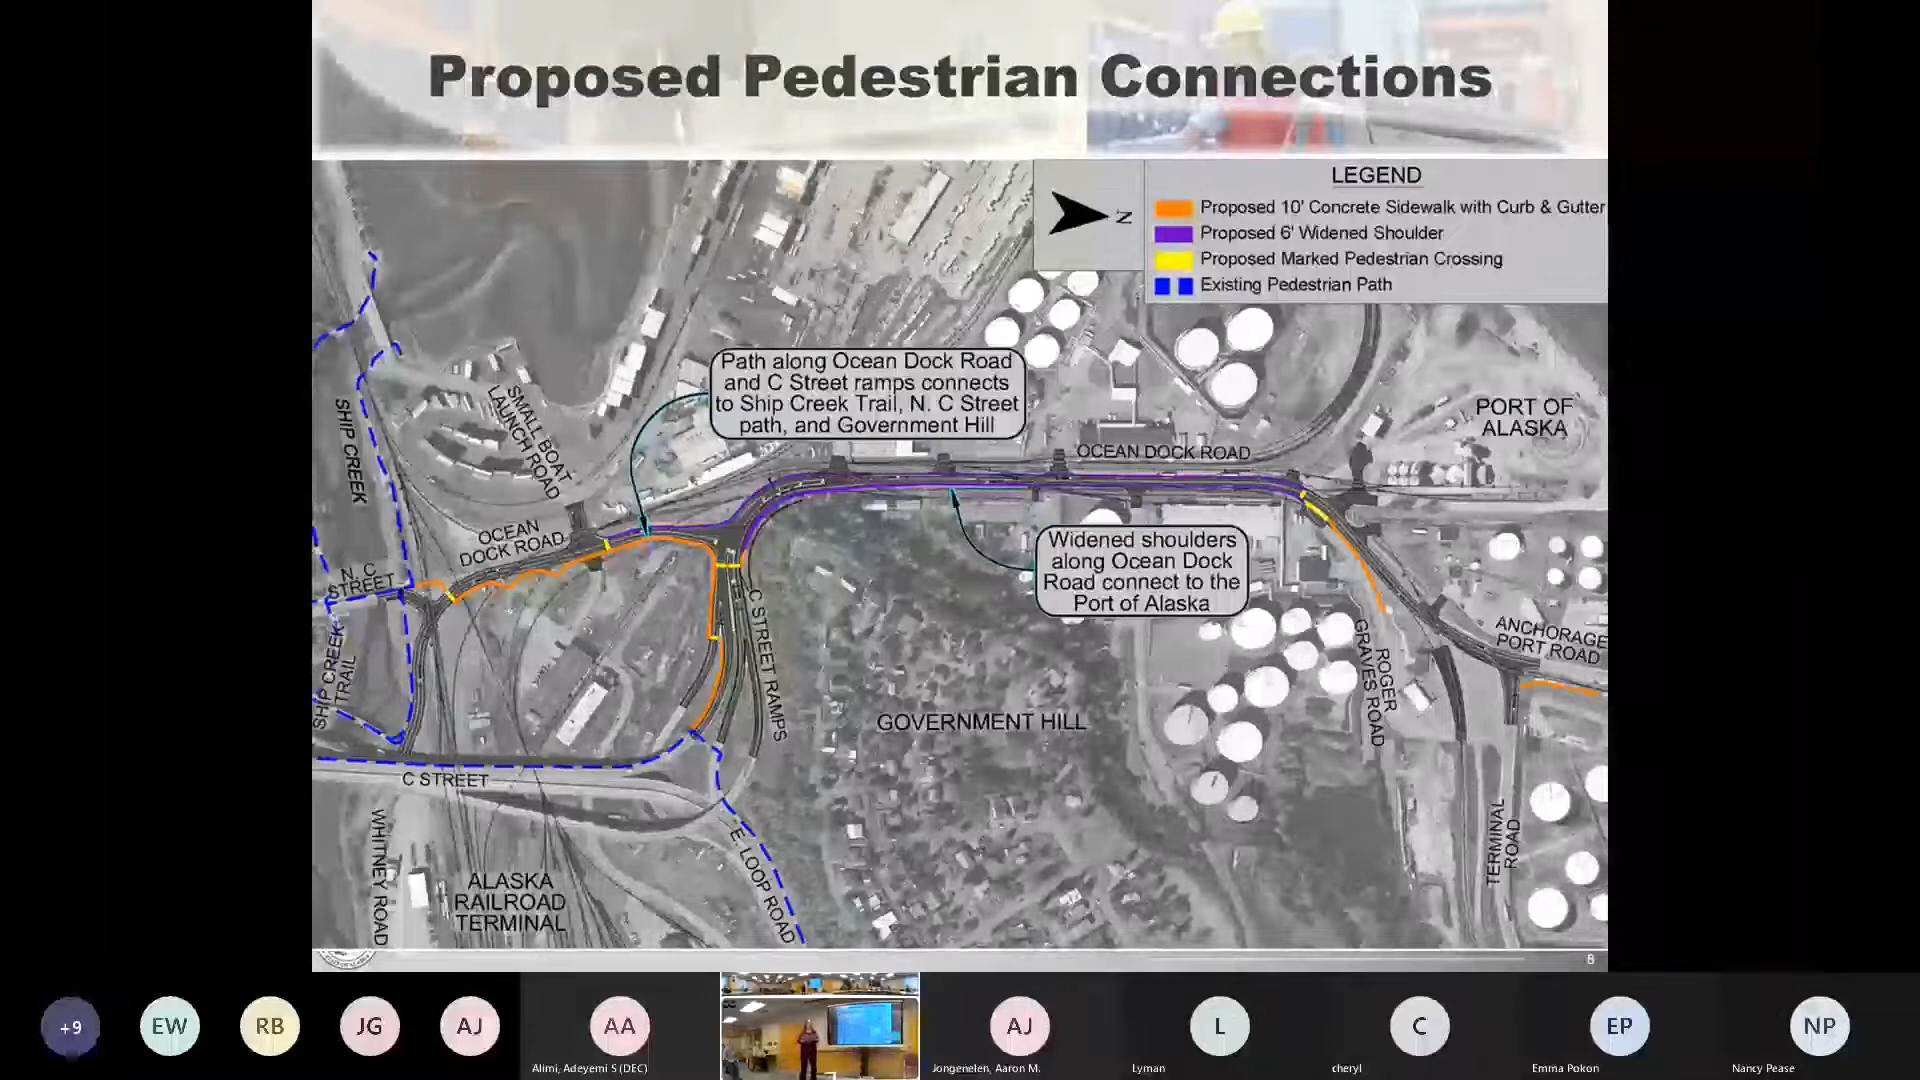 Proposed Pedestrian Connections
LEGEND
Proposed 10' Concrete Sidewalk with Curb & Gutter
Proposed 6' Widened Shoulder
Proposed Marked Pedestrian Crossing
Existing Pedestrian Path
N
Path along Ocean Dock Road
and C Street ramps connects
to Ship Creek Trail, N. C Street
path, and Government Hill
SMALL BOAT
LAUNCH ROAD
SHIP CREEK
PORT OF
ALASKA
OCEAN DOCK ROAD
OCEAN
DOCK ROAD
Widened shoulders
along Ocean Dock
Road connect to the
Port of Alaska
N. C
STREET
SHIP CREEK
TRAIL
C STREET RAMPS
ROGER
GRAVES ROAD
ANCHORAGE
PORT ROAD
GOVERNMENT HILL
C STREET
WHITNEY ROAD
ALASKA
RAILROAD
TERMINAL
E. LOOP ROAD
TERMINAL
ROAD
8
+9
EW
RB
JG
AJ
AA
AJ
L
C
EP
NP
Alimi, Adeyemi S (DEC)
Jongenelen, Aaron M.
Lyman
cheryl
Emma Pokon
Nancy Pease